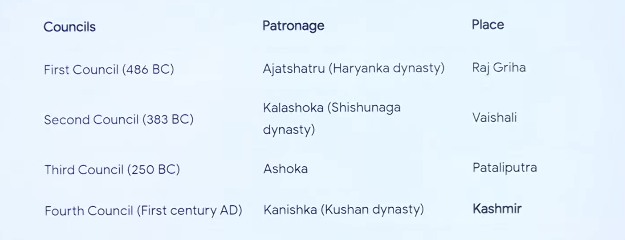 Councils Patronage Place
First Council (486 BC) Ajatshatru (Haryanka dynasty) Raj Griha
Second Council (383 BC) Kalashoka (Shishunaga
dynasty) Vaishali
Third Council (250 BC) Ashoka Pataliputra
Fourth Council (First century AD) Kanishka (Kushan dynasty) Kashmir